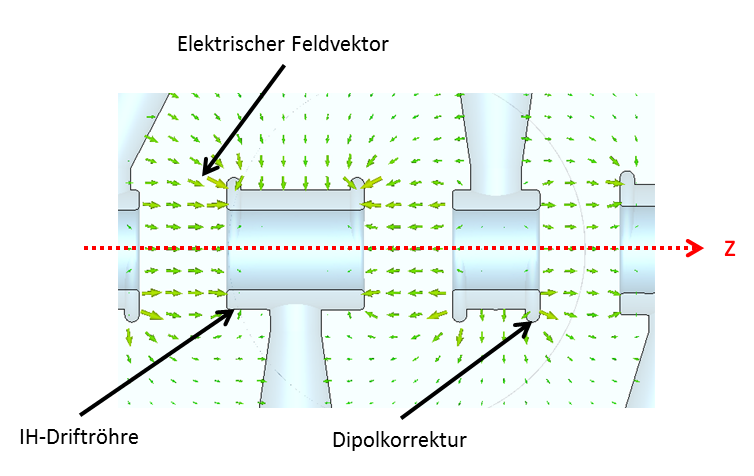 Elektrischer Feldvektor
z
IH-Driftröhre
Dipolkorrektur